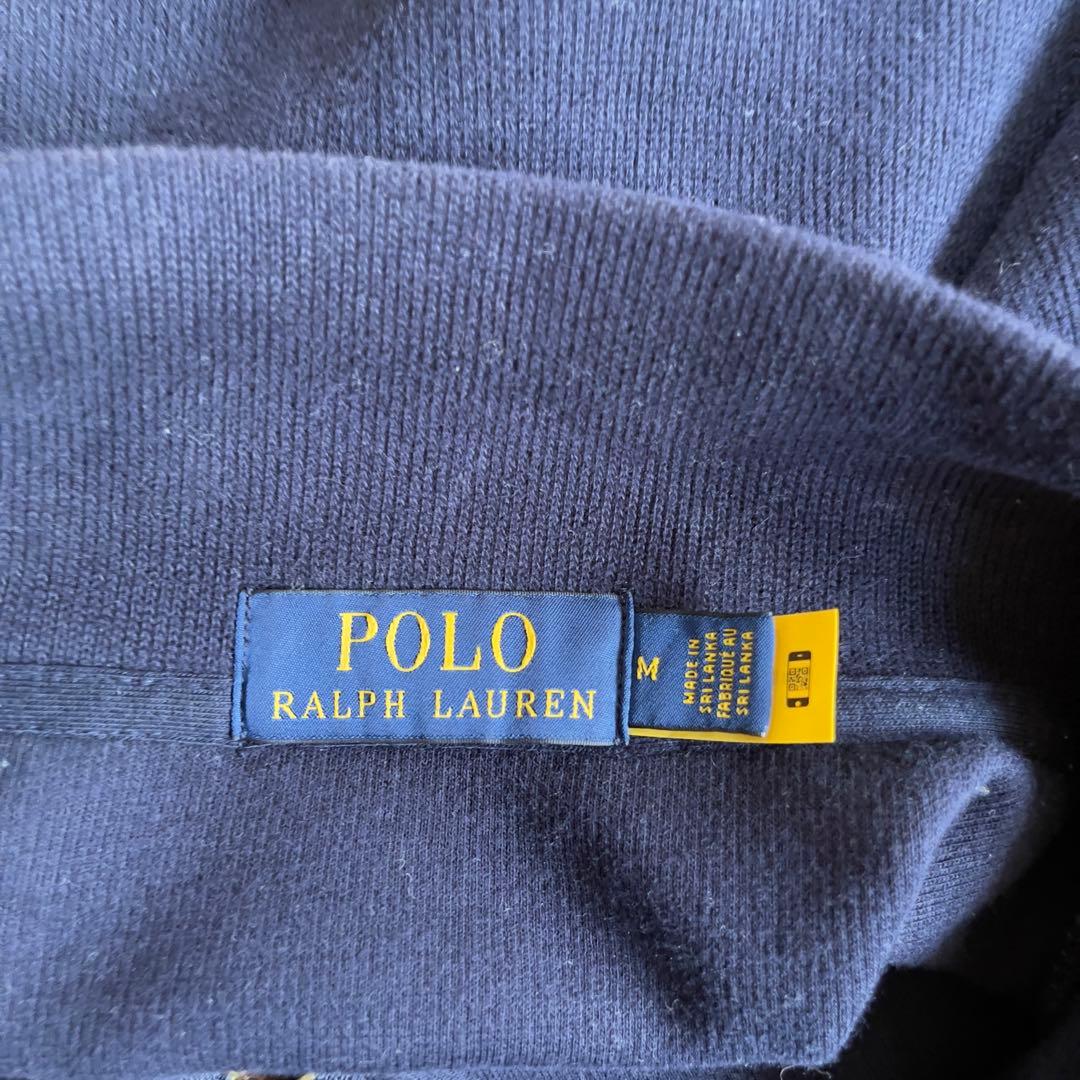 POLO
RALPH LAUREN
M
MADE IN
SRI LANKA
FABRIQUÉ AU
SRI LANKA